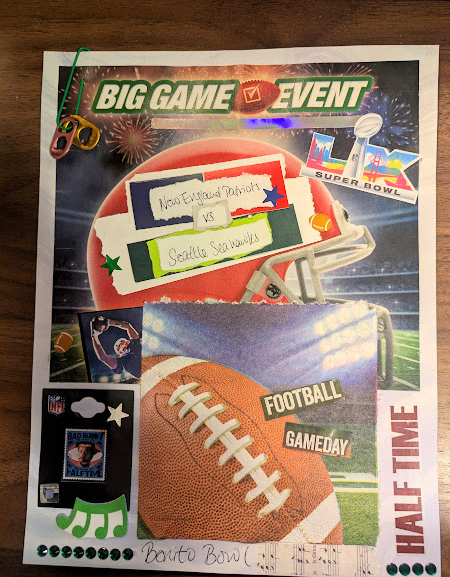 BIG GAME EVENT
LX
SUPER BOWL
New England Patriots
VS
Seattle Seahawks
FOOTBALL
GAMEDAY
NFL
BAD BUNNY
HALFTIME
HALF TIME
Benito Bowl